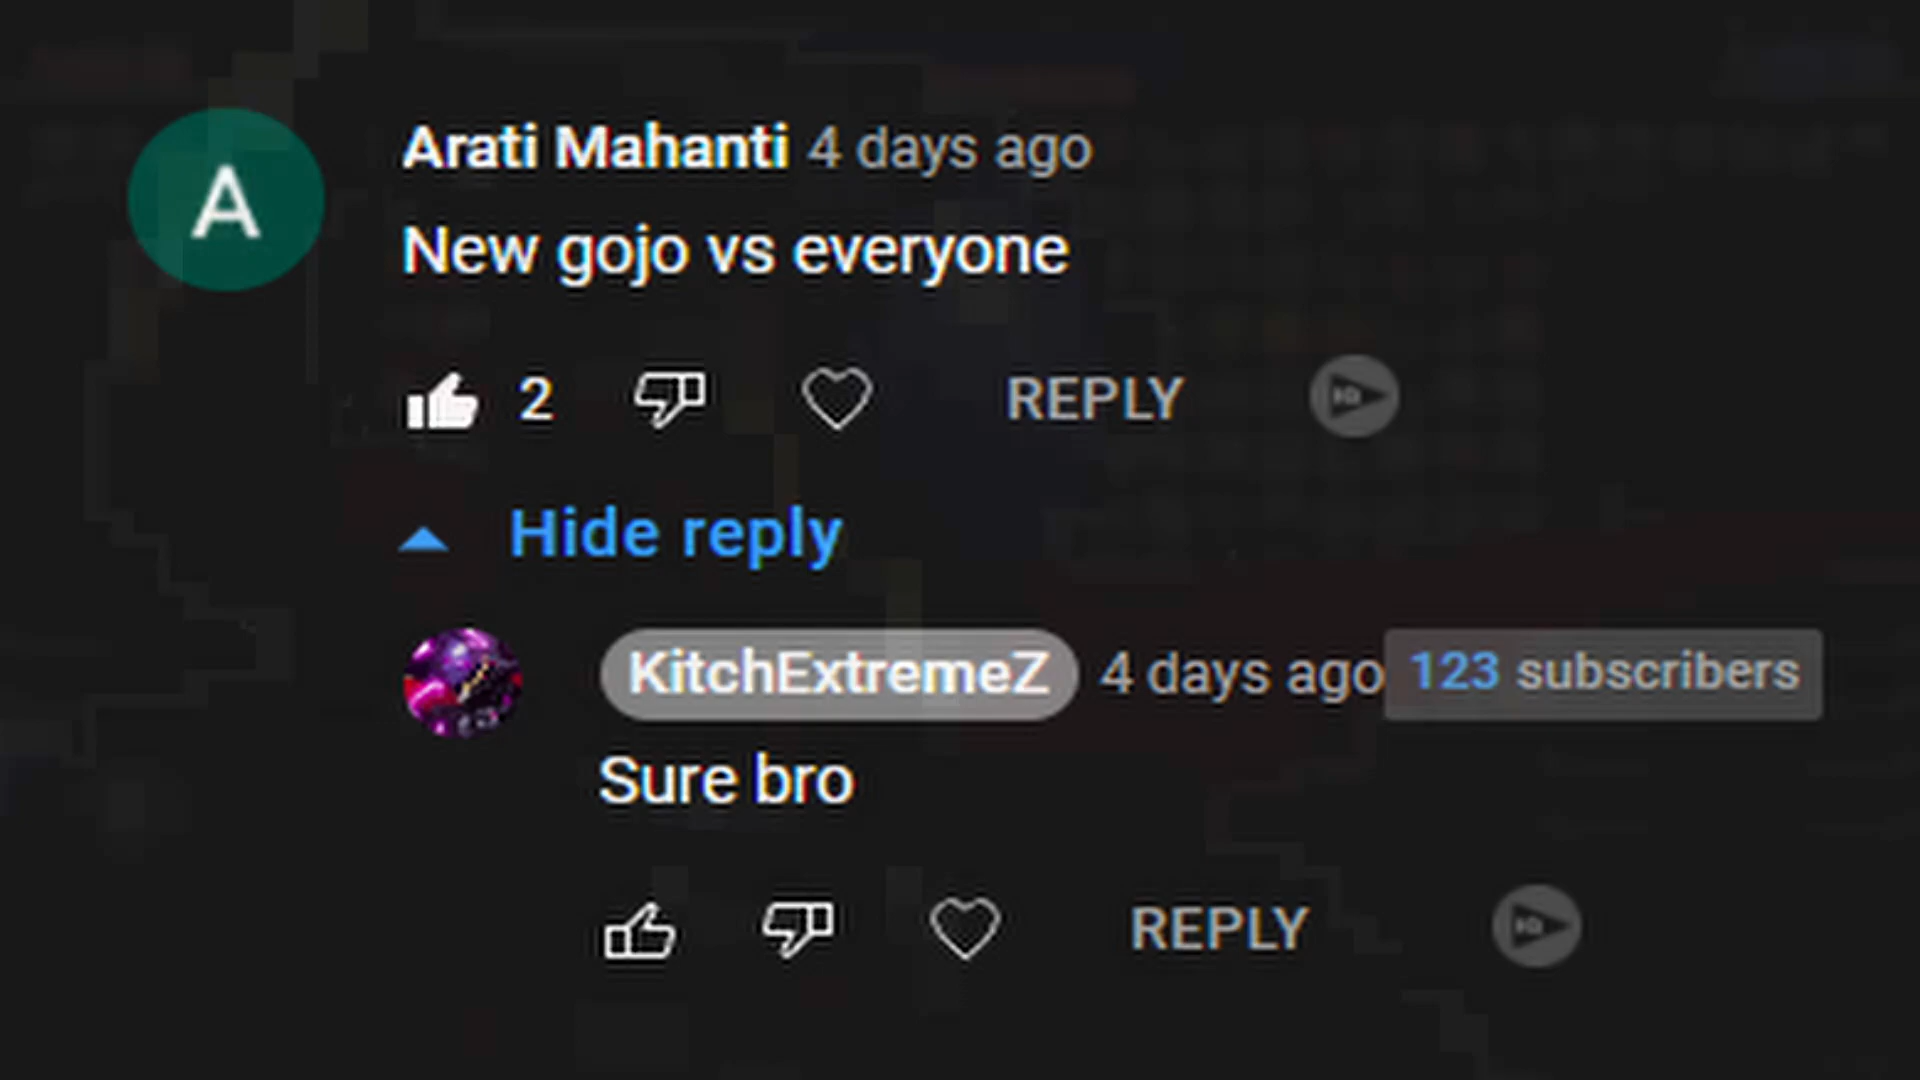 A
Arati Mahanti 4 days ago
New gojo vs everyone
2 REPLY
Hide reply
KitchExtremeZ 4 days ago 123 subscribers
Sure bro
REPLY